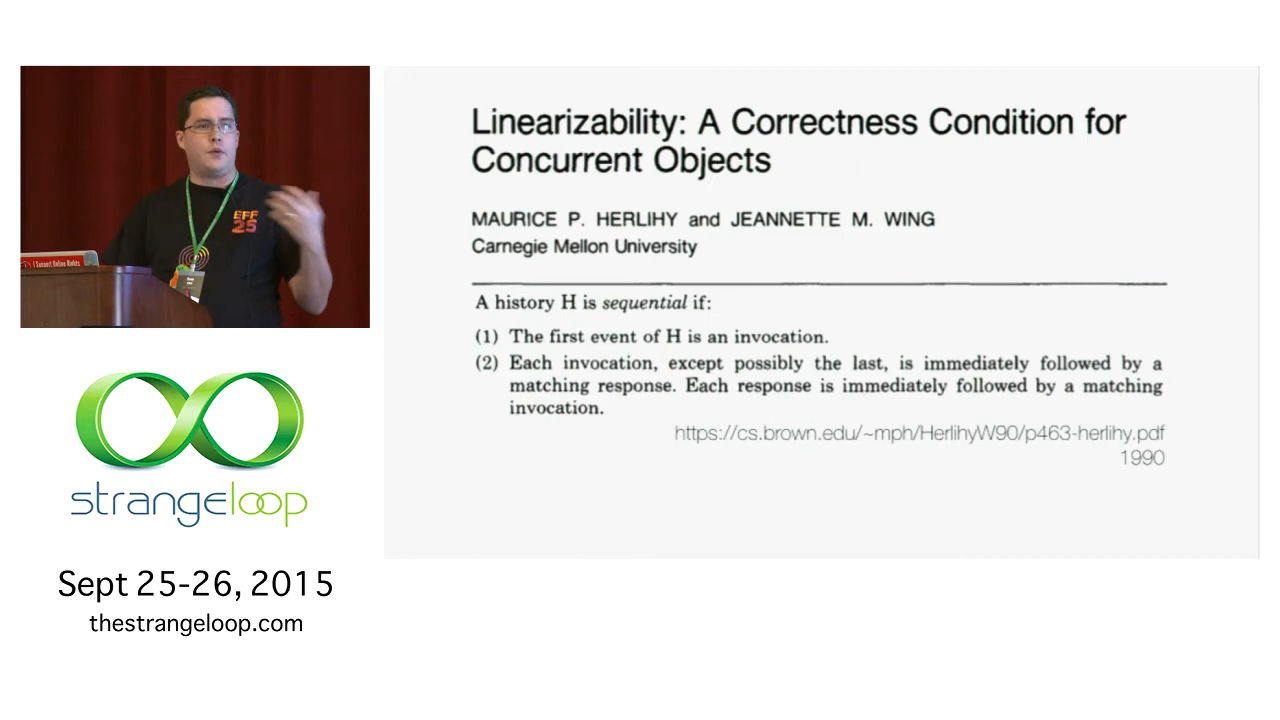 EFF
25
I Support Online Rights
strangeloop
Sept 25-26, 2015
thestrangeloop.com
Linearizability: A Correctness Condition for
Concurrent Objects
MAURICE P. HERLIHY and JEANNETTE M. WING
Carnegie Mellon University
A history H is sequential if:
(1) The first event of H is an invocation.
(2) Each invocation, except possibly the last, is immediately followed by a
matching response. Each response is immediately followed by a matching
invocation.
https://cs.brown.edu/~mph/HerlihyW90/p463-herlihy.pdf
1990